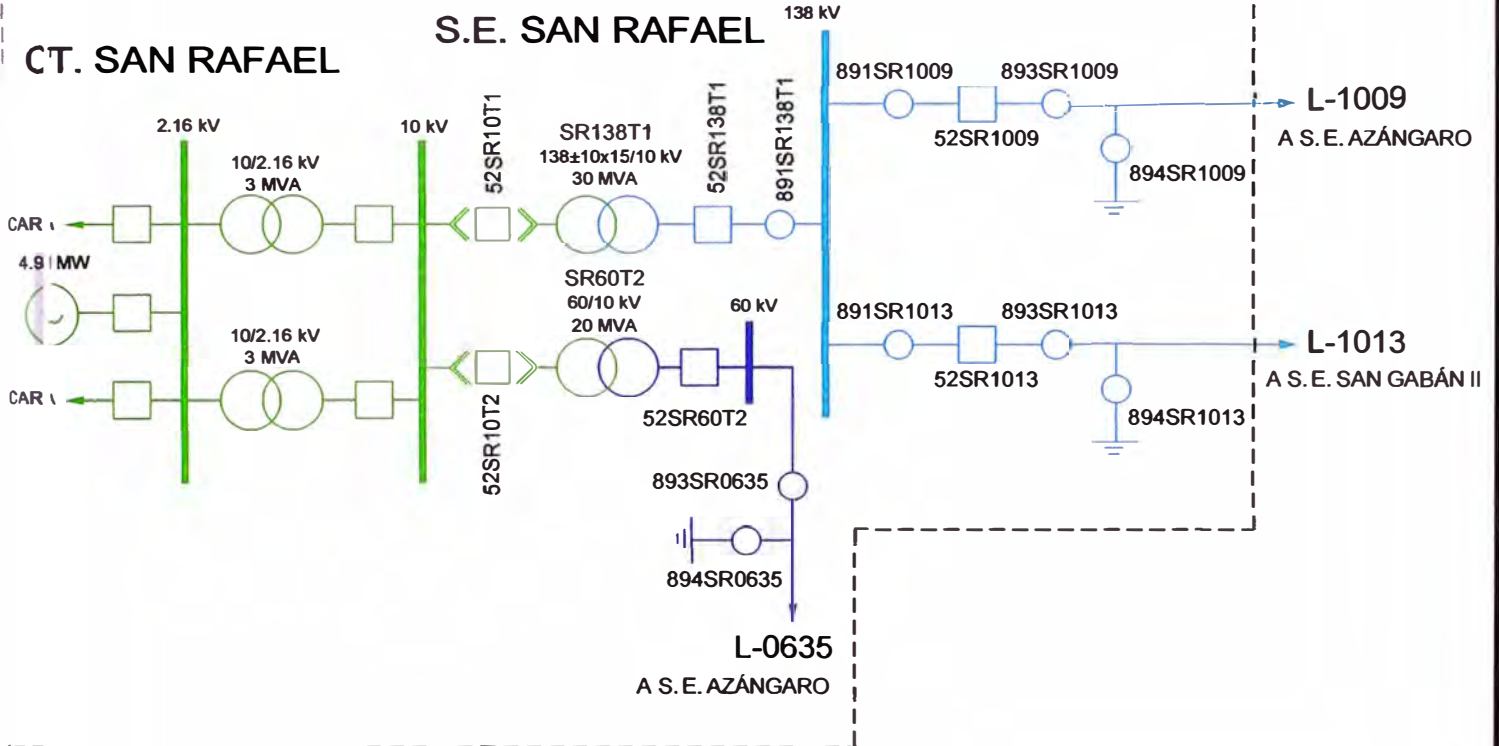 138 kV
S.E. SAN RAFAEL
CT. SAN RAFAEL
2.16 kV
10/2.16 kV
3 MVA
10 kV
52SR10T1
SR138T1
138±10x15/10 kV
30 MVA
52SR138T1
891SR138T1
891SR1009
893SR1009
52SR1009
894SR1009
L-1009
A S.E. AZÁNGARO
MW
10/2.16 kV
3 MVA
52SR10T2
SR60T2
60/10 kV
20 MVA
60 kV
52SR60T2
891SR1013
893SR1013
52SR1013
894SR1013
L-1013
A S.E. SAN GABÁN II
893SR0635
894SR0635
L-0635
A S.E. AZÁNGARO